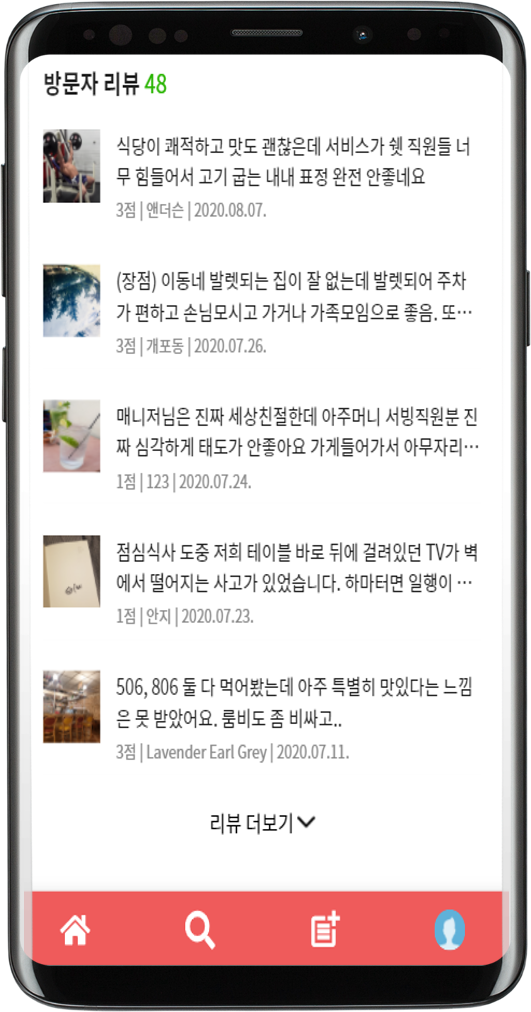 방문자 리뷰 48
식당이 쾌적하고 맛도 괜찮은데 서비스가 쉣 직원들 너
무 힘들어서 고기 굽는 내내 표정 완전 안좋네요
3점 | 앤더슨 | 2020.08.07.
(장점) 이동네 발렛되는 집이 잘 없는데 발렛되어 주차
가 편하고 손님모시고 가거나 가족모임으로 좋음. 또…
3점 | 개포동 | 2020.07.26.
매니저님은 진짜 세상친절한데 아주머니 서빙직원분 진
짜 심각하게 태도가 안좋아요 가게들어가서 아무자리…
1점 | 123 | 2020.07.24.
점심식사 도중 저희 테이블 바로 뒤에 걸려있던 TV가 벽
에서 떨어지는 사고가 있었습니다. 하마터면 일행이 …
1점 | 안지 | 2020.07.23.
506, 806 둘 다 먹어봤는데 아주 특별히 맛있다는 느낌
은 못 받았어요. 룸비도 좀 비싸고..
3점 | Lavender Earl Grey | 2020.07.11.
리뷰 더보기